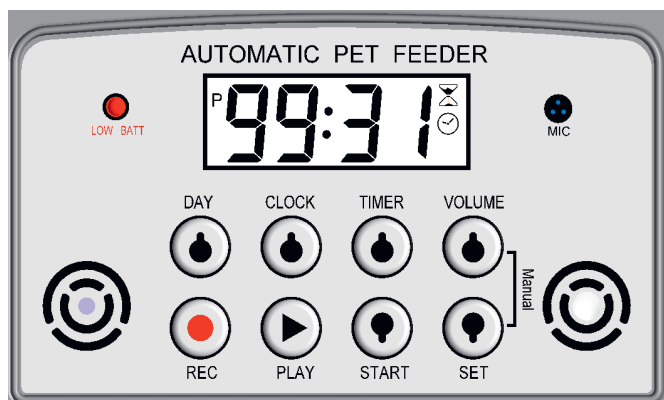 AUTOMATIC PET FEEDER
P 99:31
LOW BATT
MIC
DAY CLOCK TIMER VOLUME
Manual
REC PLAY START SET